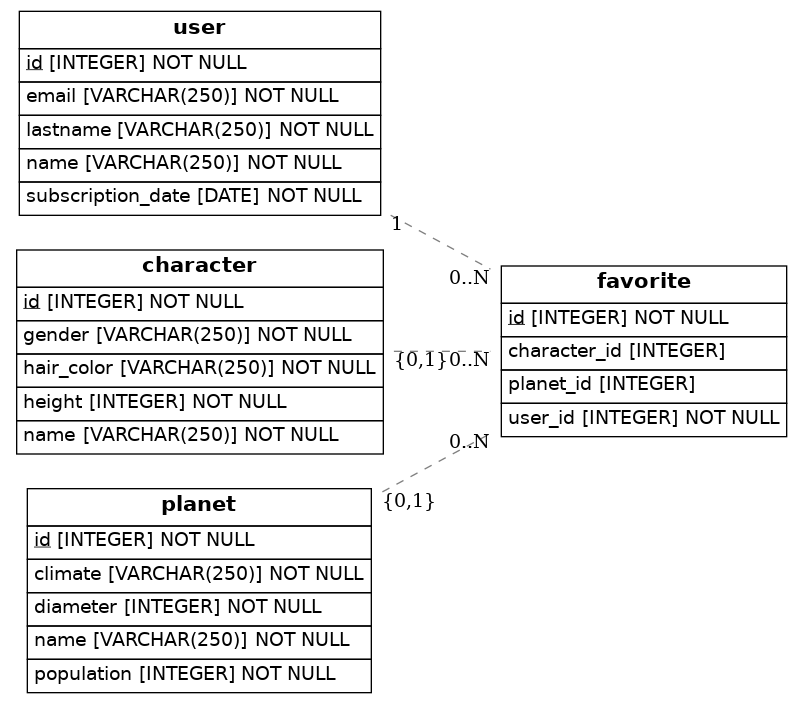 user
id [INTEGER] NOT NULL
email [VARCHAR(250)] NOT NULL
lastname [VARCHAR(250)] NOT NULL
name [VARCHAR(250)] NOT NULL
subscription_date [DATE] NOT NULL
1
0..N
character
id [INTEGER] NOT NULL
gender [VARCHAR(250)] NOT NULL
hair_color [VARCHAR(250)] NOT NULL
height [INTEGER] NOT NULL
name [VARCHAR(250)] NOT NULL
{0,1}
0..N
favorite
id [INTEGER] NOT NULL
character_id [INTEGER]
planet_id [INTEGER]
user_id [INTEGER] NOT NULL
0..N
{0,1}
planet
id [INTEGER] NOT NULL
climate [VARCHAR(250)] NOT NULL
diameter [INTEGER] NOT NULL
name [VARCHAR(250)] NOT NULL
population [INTEGER] NOT NULL